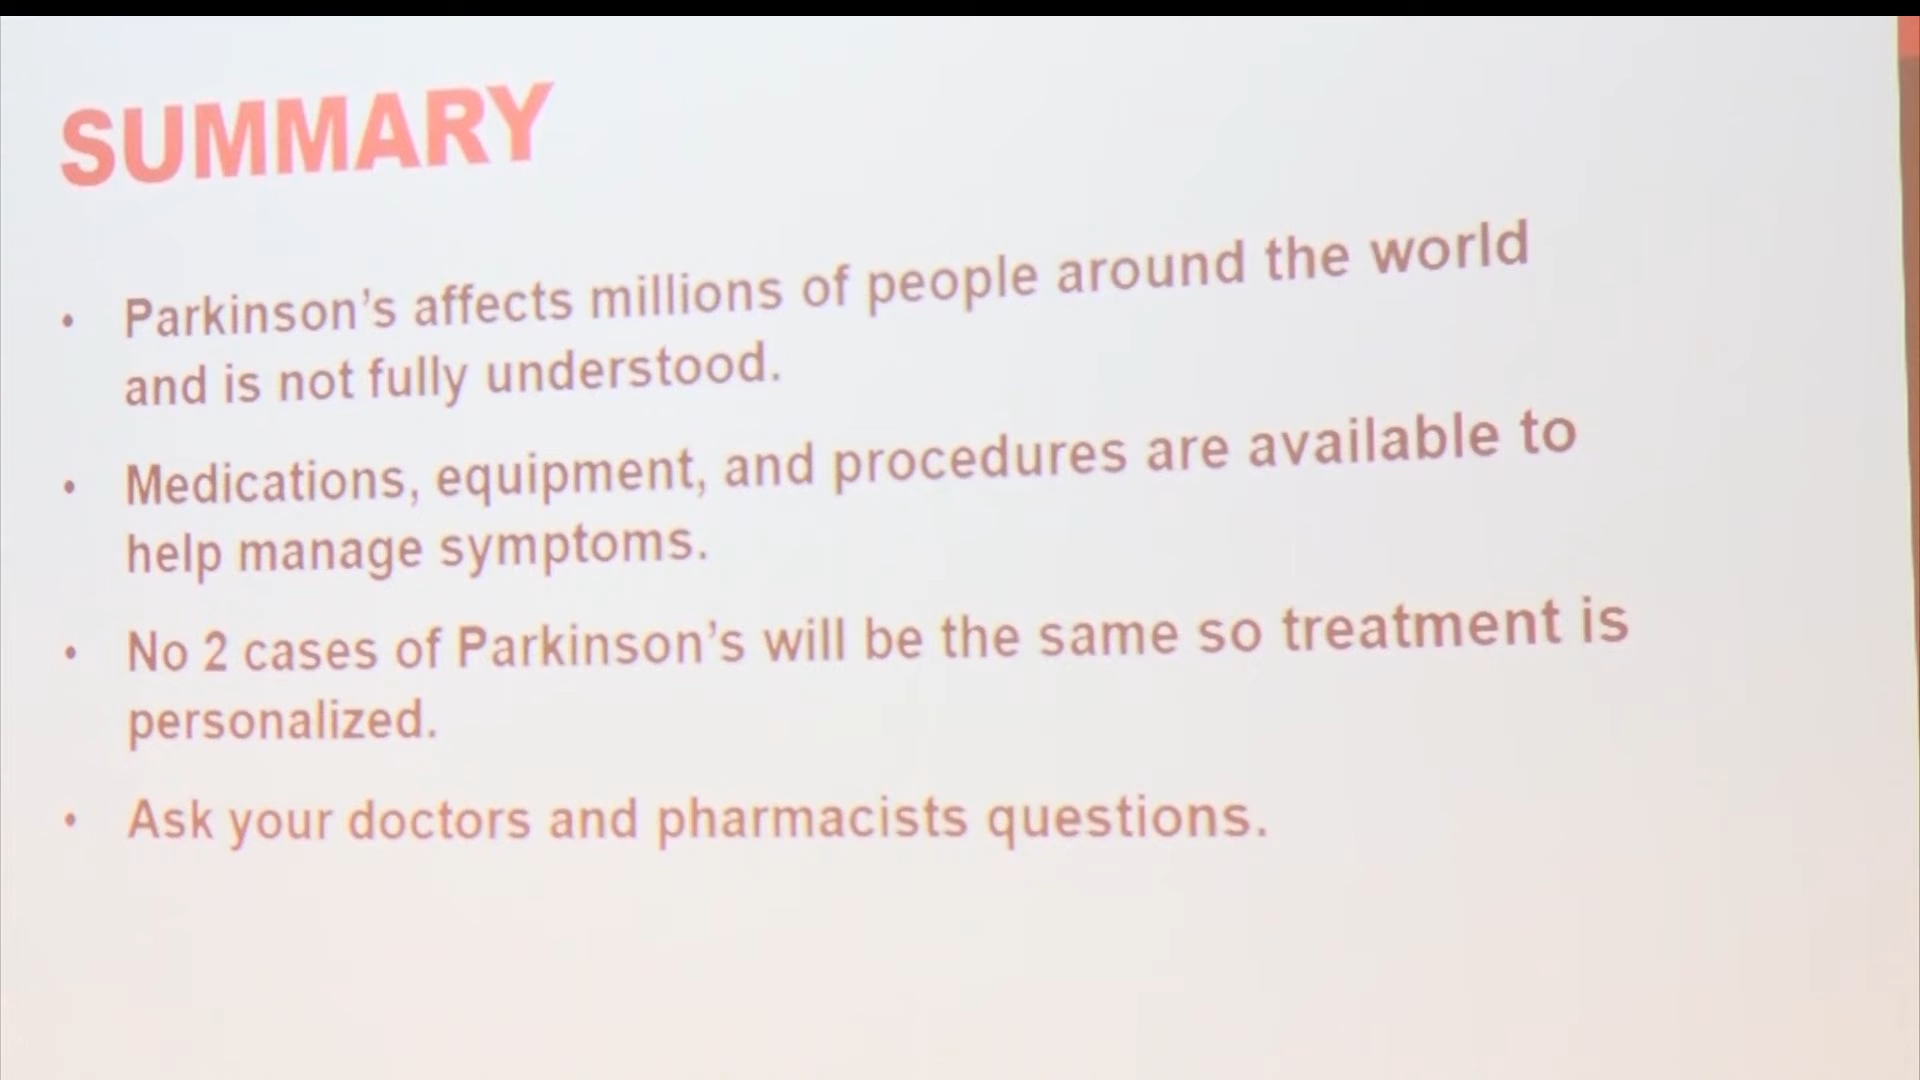 SUMMARY
• Parkinson's affects millions of people around the world
and is not fully understood.
• Medications, equipment, and procedures are available to
help manage symptoms.
• No 2 cases of Parkinson's will be the same so treatment is
personalized.
• Ask your doctors and pharmacists questions.